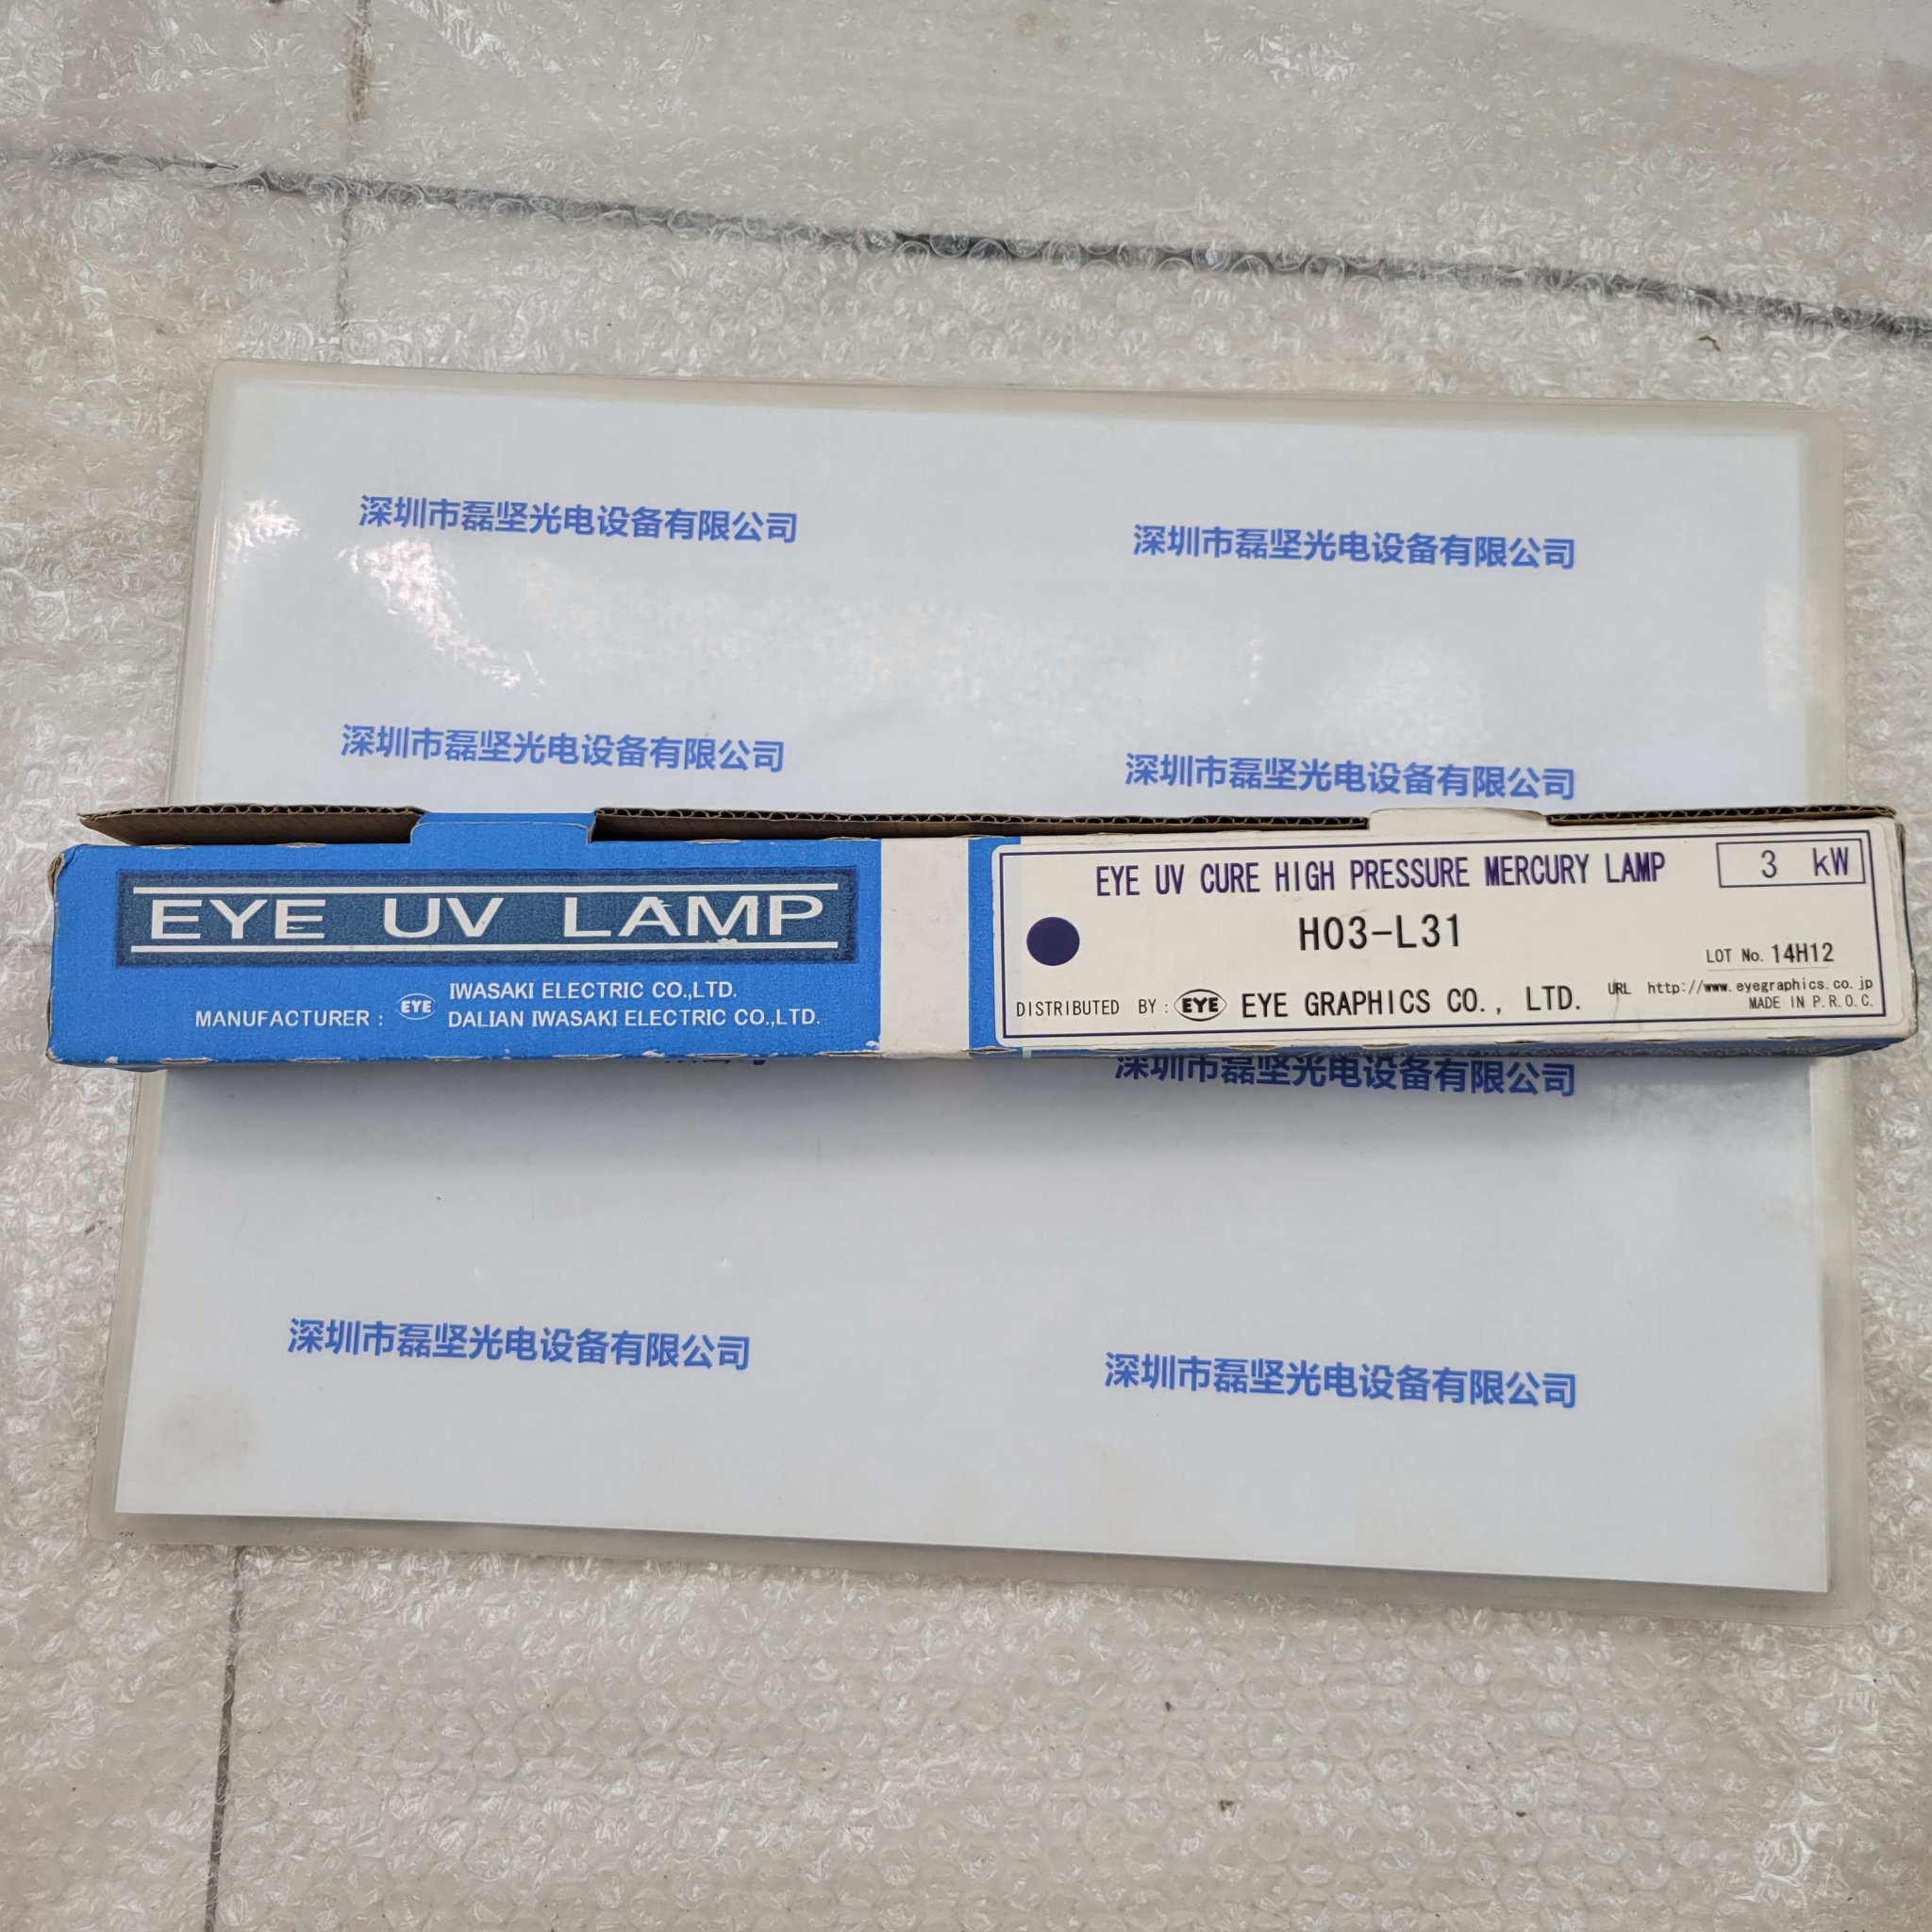 深圳市磊坚光电设备有限公司
深圳市磊坚光电设备有限公司
深圳市磊坚光电设备有限公司
深圳市磊坚光电设备有限公司
EYE UV LAMP
MANUFACTURER : EYE IWASAKI ELECTRIC CO.,LTD.
DALIAN IWASAKI ELECTRIC CO.,LTD.
EYE UV CURE HIGH PRESSURE MERCURY LAMP
3 kW
H03-L31
LOT No. 14H12
DISTRIBUTED BY : EYE EYE GRAPHICS CO., LTD.
URL http://www.eyegraphics.co.jp
MADE IN P.R.O.C.
深圳市磊坚光电设备有限公司
深圳市磊坚光电设备有限公司
深圳市磊坚光电设备有限公司